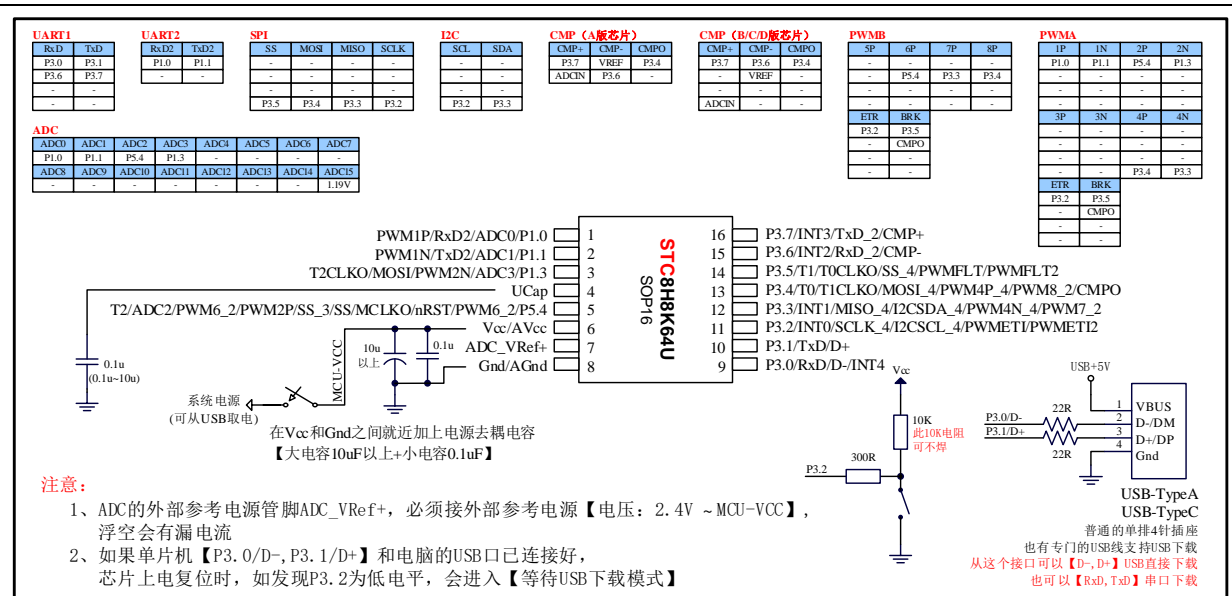 UART1
RxD TxD
P3.0 P3.1
P3.6 P3.7
- -
- -
UART2
RxD2 TxD2
P1.0 P1.1
- -
SPI
SS MOSI MISO SCLK
- - - -
- - - -
- - - -
P3.5 P3.4 P3.3 P3.2
I2C
SCL SDA
- -
- -
- -
P3.2 P3.3
CMP（A版芯片）
CMP+ CMP- CMPO
P3.7 VREF P3.4
ADCIN P3.6 -
CMP（B/C/D版芯片）
CMP+ CMP- CMPO
P3.7 P3.6 P3.4
- VREF -
- - -
ADCIN - -
PWMB
5P 6P 7P 8P
- - - -
- P5.4 P3.3 P3.4
- - - -
- - - -
ETR BRK
P3.2 P3.5
- CMPO
- -
- -
PWMA
1P 1N 2P 2N
P1.0 P1.1 P5.4 P1.3
- - - -
- - - -
- - - -
3P 3N 4P 4N
- - - -
- - - -
- - - -
- - P3.4 P3.3
ETR BRK
P3.2 P3.5
- CMPO
- -
- -
ADC
ADC0 ADC1 ADC2 ADC3 ADC4 ADC5 ADC6 ADC7
P1.0 P1.1 P5.4 P1.3 - - - -
ADC8 ADC9 ADC10 ADC11 ADC12 ADC13 ADC14 ADC15
- - - - - - - 1.19V
PWM1P/RxD2/ADC0/P1.0 1
PWM1N/TxD2/ADC1/P1.1 2
T2CLKO/MOSI/PWM2N/ADC3/P1.3 3
UCap 4
T2/ADC2/PWM6_2/PWM2P/SS_3/SS/MCLKO/nRST/PWM6_2/P5.4 5
Vcc/AVcc 6
ADC_VRef+ 7
Gnd/AGnd 8
STC8H8K64U
SOP16
16 P3.7/INT3/TxD_2/CMP+
15 P3.6/INT2/RxD_2/CMP-
14 P3.5/T1/T0CLKO/SS_4/PWMFLT/PWMFLT2
13 P3.4/T0/T1CLKO/MOSI_4/PWM4P_4/PWM8_2/CMPO
12 P3.3/INT1/MISO_4/I2CSDA_4/PWM4N_4/PWM7_2
11 P3.2/INT0/SCLK_4/I2CSCL_4/PWMETI/PWMETI2
10 P3.1/TxD/D+
9 P3.0/RxD/D-/INT4
0.1u
(0.1u~10u)
MCU-VCC
10u
以上
0.1u
系统电源
(可从USB取电)
在Vcc和Gnd之间就近加上电源去耦电容
【大电容10uF以上+小电容0.1uF】
Vcc
10K
此10K电阻
可不焊
300R
P3.2
USB+5V
P3.0/D-
P3.1/D+
22R
22R
1 VBUS
2 D-/DM
3 D+/DP
4 Gnd
USB-TypeA
USB-TypeC
普通的单排4针插座
也有专门的USB线支持USB下载
从这个接口可以【D-,D+】USB直接下载
也可以【RxD,TxD】串口下载
注意：
1、ADC的外部参考电源管脚ADC_VRef+，必须接外部参考电源【电压：2.4V ~ MCU-VCC】，
浮空会有漏电流
2、如果单片机【P3.0/D-,P3.1/D+】和电脑的USB口已连接好，
芯片上电复位时，如发现P3.2为低电平，会进入【等待USB下载模式】